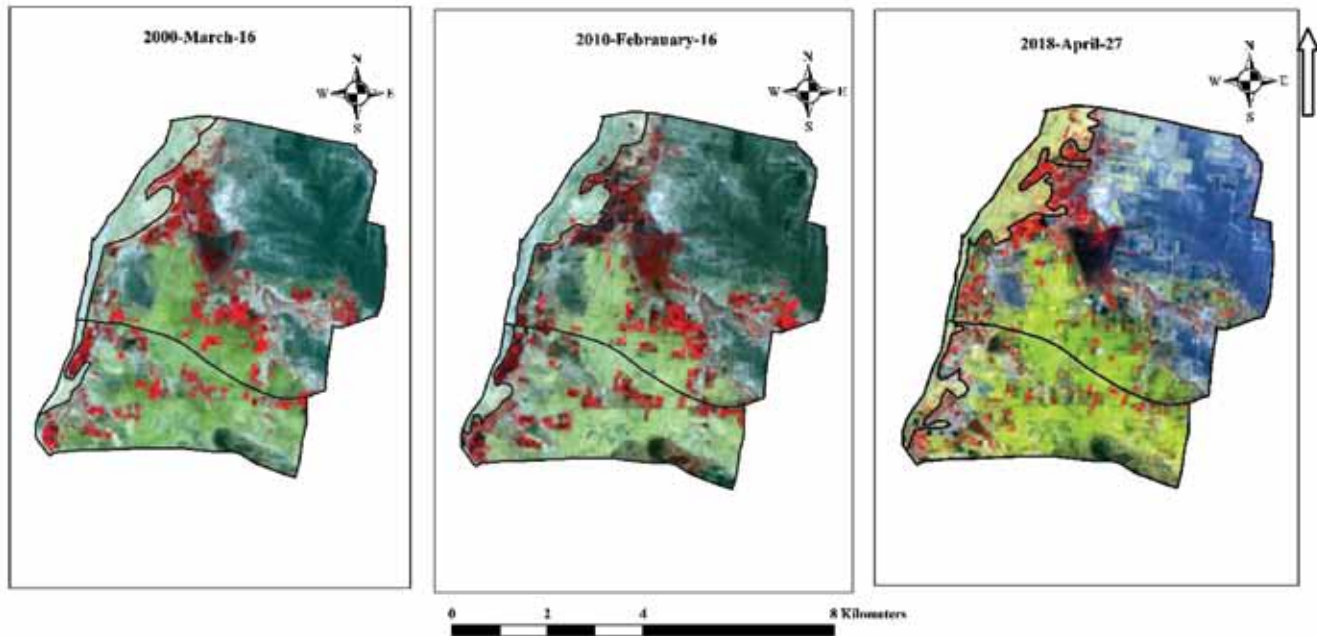 2000-March-16
2010-Febrauary-16
2018-April-27
N
W E
S
N
W E
S
N
W E
S
0 2 4 8 Kilometers